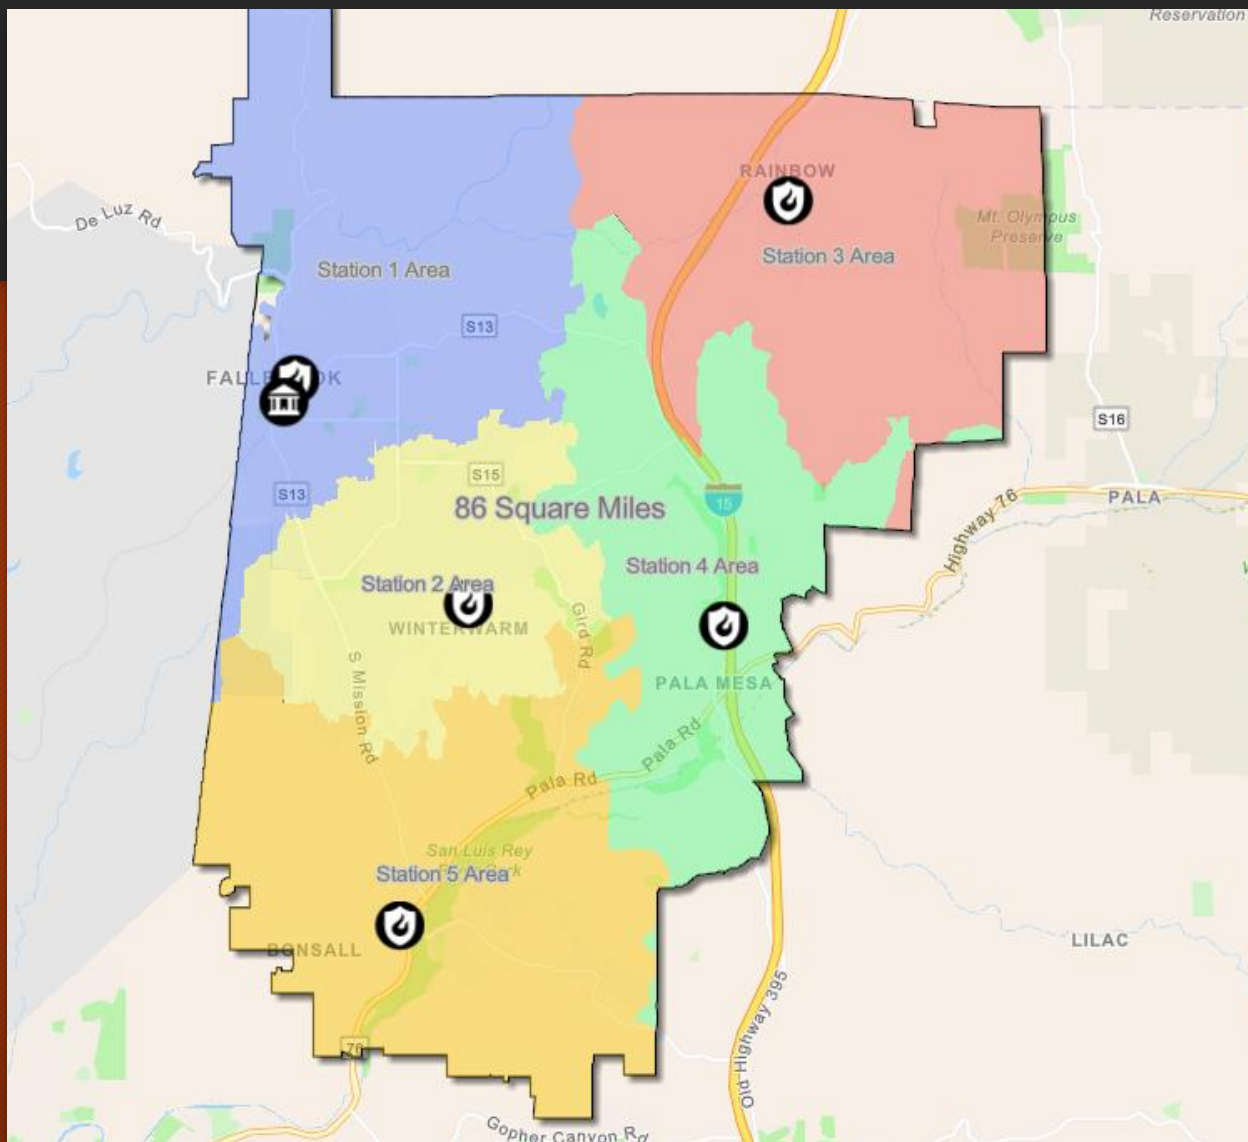 Reservation
RAINBOW
De Luz Rd
Mt. Olympus
Preserve
Station 3 Area
Station 1 Area
S13
S16
S15
S13
86 Square Miles
15
PALA
Highway 76
Station 4 Area
Station 2 Area
WINTERWARM
Gird Rd
S Mission Rd
PALA MESA
Pala Rd
Pala Rd
San Luis Rey
Station 5 Area
BONSALL
LILAC
Old Highway 395
76
Gopher Canyon Rd